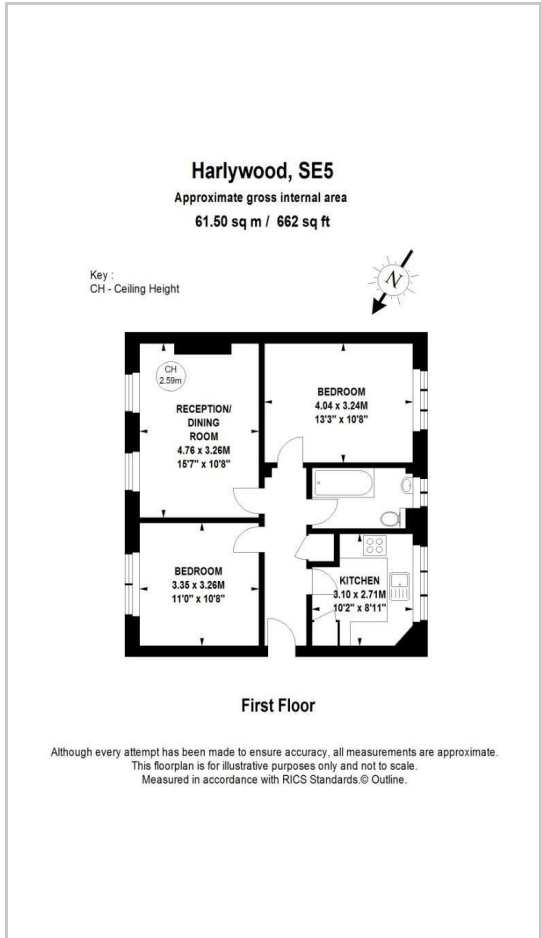 Harlywood, SE5
Approximate gross internal area
61.50 sq m / 662 sq ft
Key :
CH - Ceiling Height
N
CH
2.59m
RECEPTION/
DINING
ROOM
4.76 x 3.26M
15'7" x 10'8"
BEDROOM
4.04 x 3.24M
13'3" x 10'8"
BEDROOM
3.35 x 3.26M
11'0" x 10'8"
KITCHEN
3.10 x 2.71M
10'2" x 8'11"
First Floor
Although every attempt has been made to ensure accuracy, all measurements are approximate.
This floorplan is for illustrative purposes only and not to scale.
Measured in accordance with RICS Standards.© Outline.